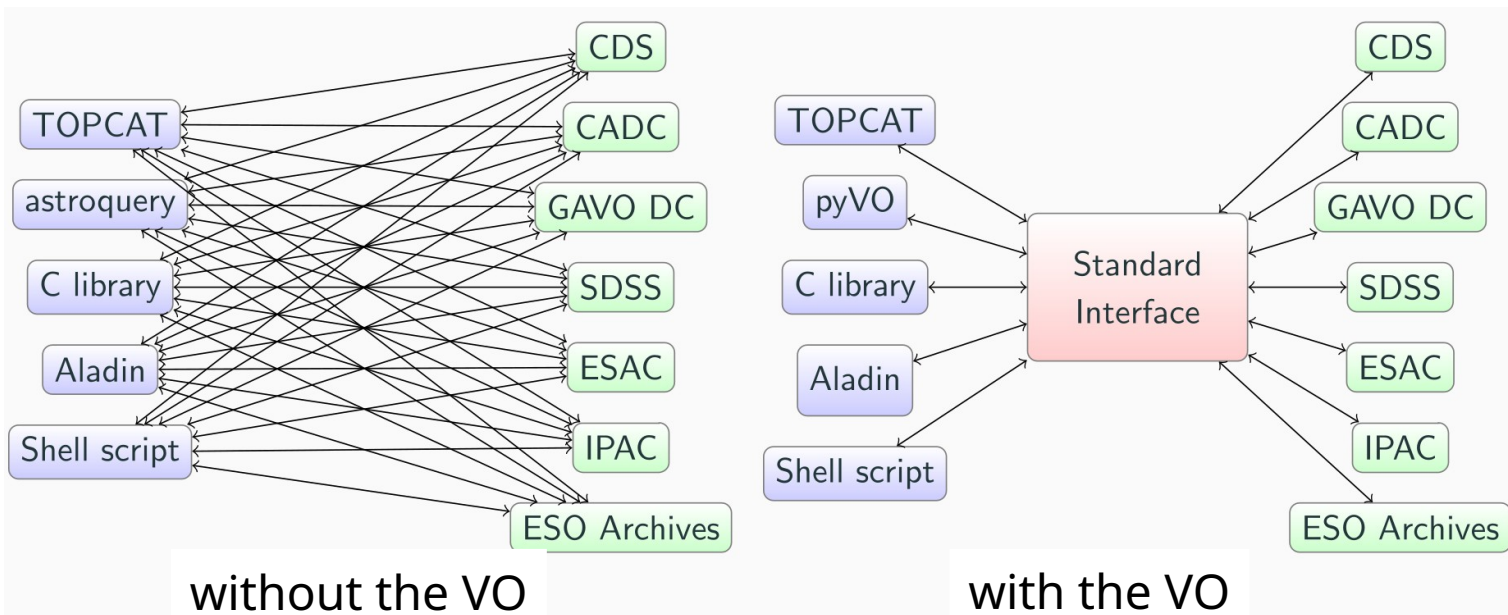 TOPCAT
astroquery
C library
Aladin
Shell script
CDS
CADC
GAVO DC
SDSS
ESAC
IPAC
ESO Archives
without the VO
TOPCAT
pyVO
C library
Aladin
Shell script
Standard
Interface
CDS
CADC
GAVO DC
SDSS
ESAC
IPAC
ESO Archives
with the VO